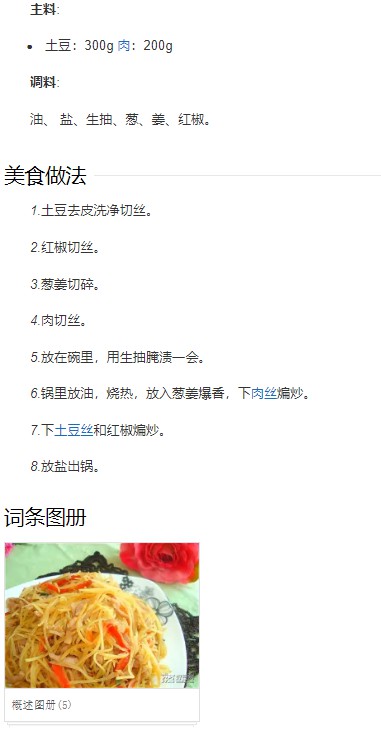 主料:
土豆：300g 肉：200g
调料:
油、 盐、生抽、葱、姜、红椒。
美食做法
1.土豆去皮洗净切丝。
2.红椒切丝。
3.葱姜切碎。
4.肉切丝。
5.放在碗里，用生抽腌渍一会。
6.锅里放油，烧热，放入葱姜爆香，下肉丝煸炒。
7.下土豆丝和红椒煸炒。
8.放盐出锅。
词条图册
概述图册(5)